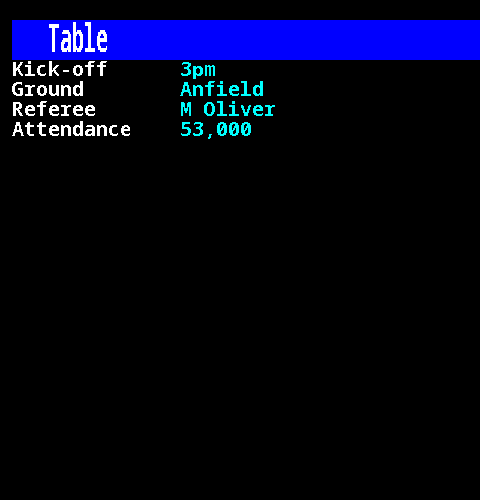 Table
Kick-off 3pm
Ground Anfield
Referee M Oliver
Attendance 53,000